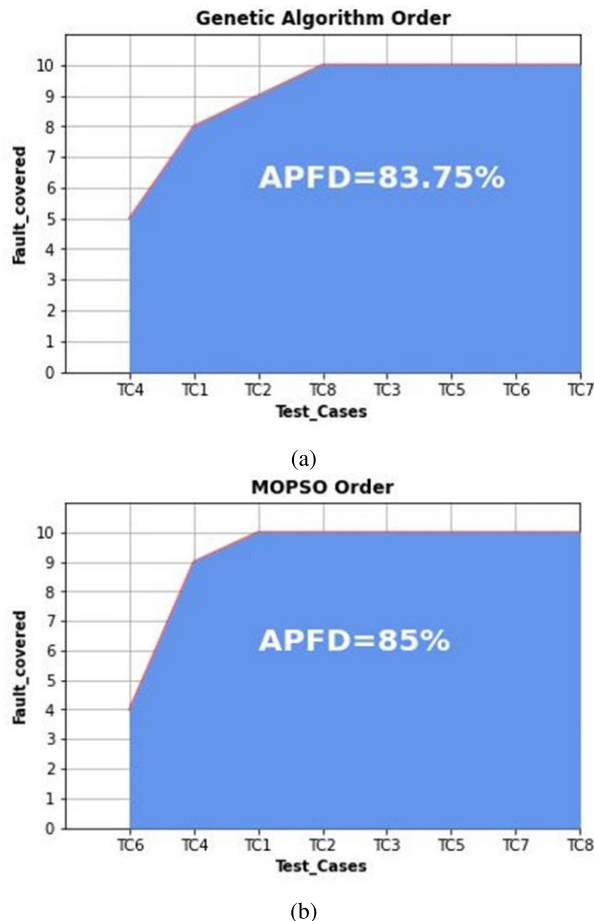 Genetic Algorithm Order
10
9
8
7
6
5
4
3
2
1
0
Fault_covered
APFD=83.75%
TC4 TC1 TC2 TC8 TC3 TC5 TC6 TC7
Test_Cases
(a)
MOPSO Order
10
9
8
7
6
5
4
3
2
1
0
Fault_covered
APFD=85%
TC6 TC4 TC1 TC2 TC3 TC5 TC7 TC8
Test_Cases
(b)